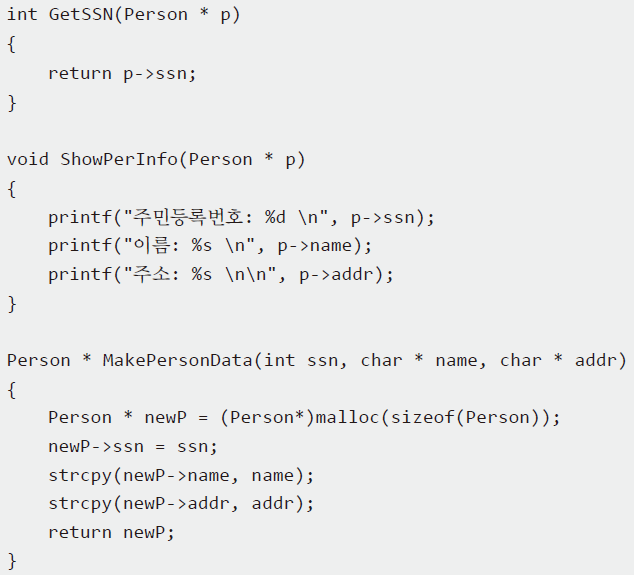 int GetSSN(Person * p)
{
    return p->ssn;
}

void ShowPerInfo(Person * p)
{
    printf("주민등록번호: %d \n", p->ssn);
    printf("이름: %s \n", p->name);
    printf("주소: %s \n\n", p->addr);
}

Person * MakePersonData(int ssn, char * name, char * addr)
{
    Person * newP = (Person*)malloc(sizeof(Person));
    newP->ssn = ssn;
    strcpy(newP->name, name);
    strcpy(newP->addr, addr);
    return newP;
}